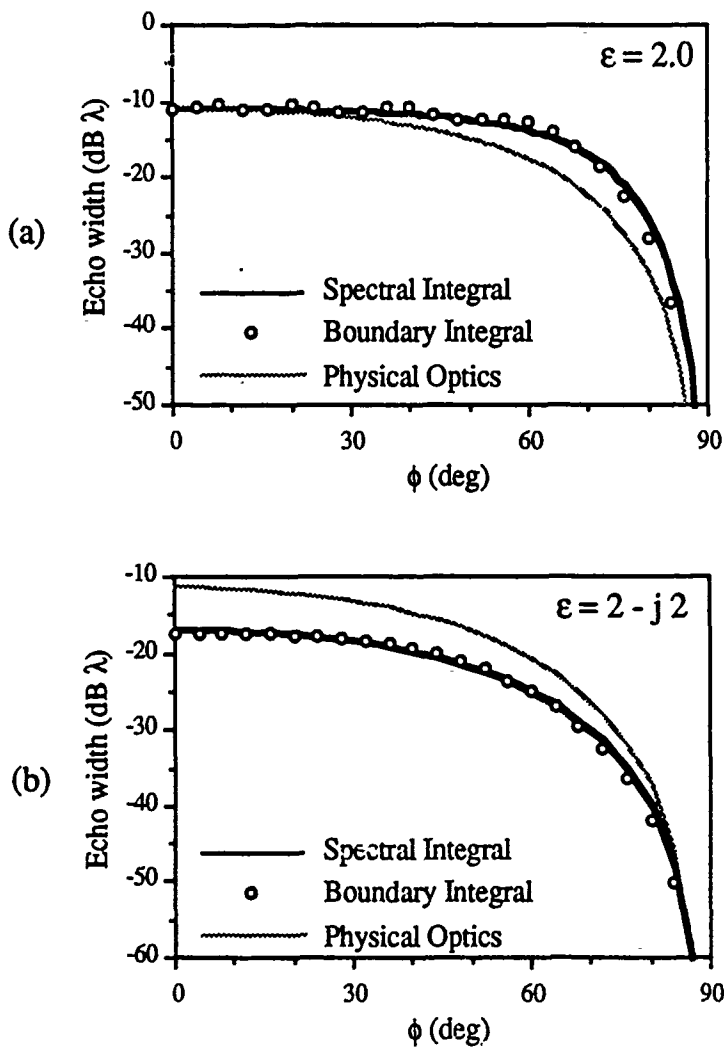 (a)
Echo width (dB λ)
0
-10
-20
-30
-40
-50
ε = 2.0
Spectral Integral
Boundary Integral
Physical Optics
0 30 60 90
ϕ (deg)
(b)
Echo width (dB λ)
-10
-20
-30
-40
-50
-60
ε = 2 - j 2
Spectral Integral
Boundary Integral
Physical Optics
0 30 60 90
ϕ (deg)